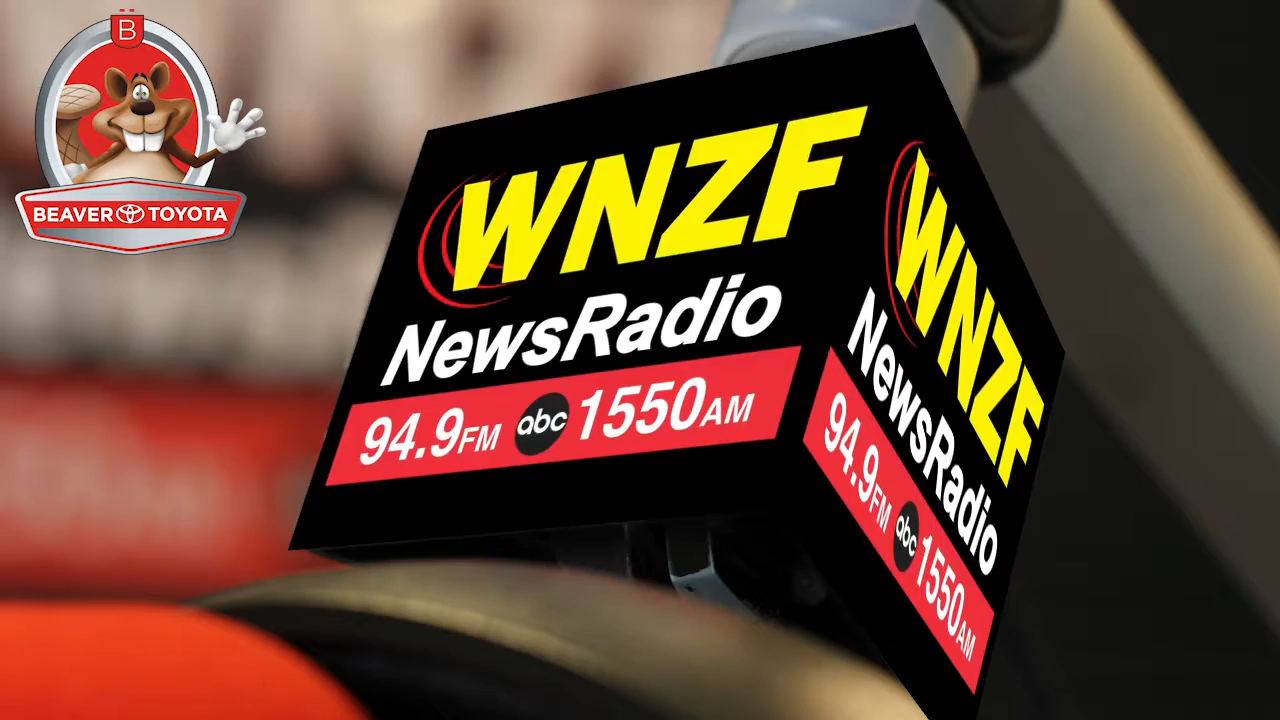 B̈
BEAVER TOYOTA
WNZF
NewsRadio
94.9FM abc 1550AM
WNZF
NewsRadio
94.9FM abc 1550AM